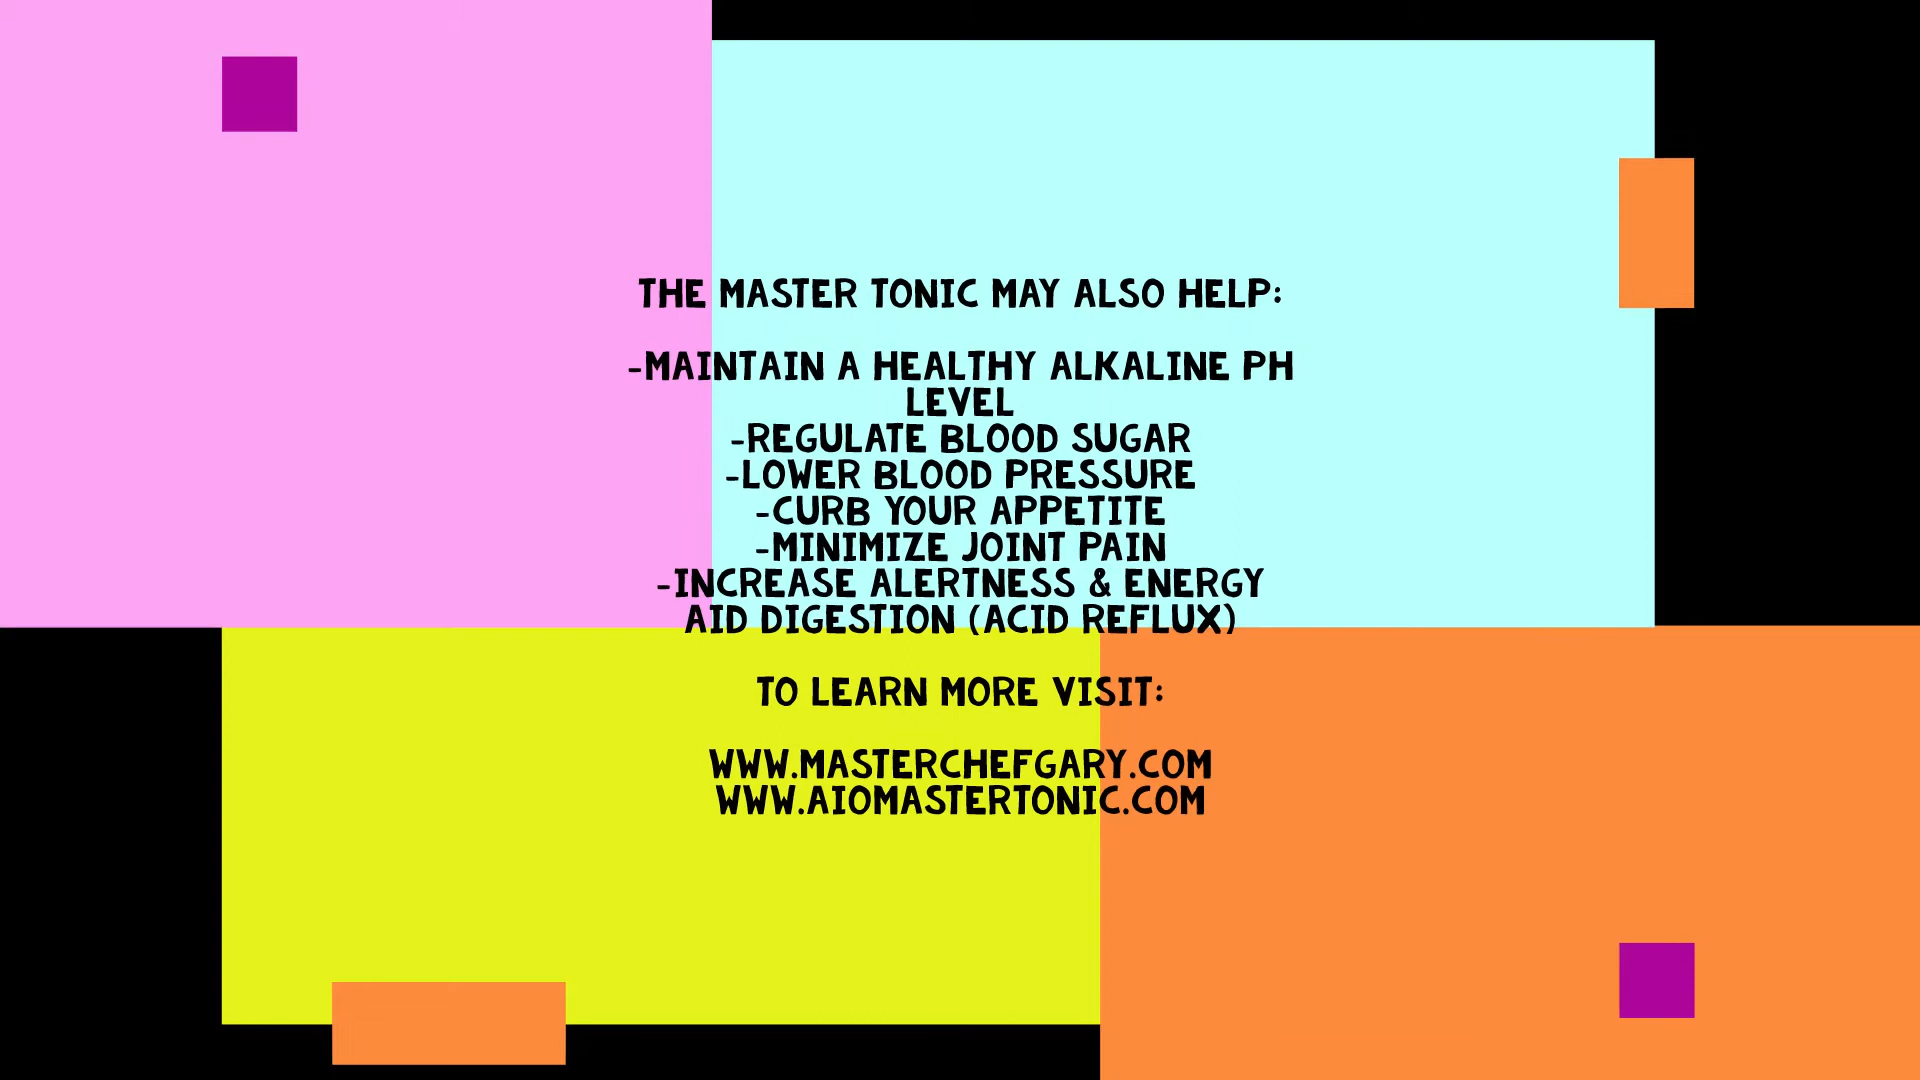 THE MASTER TONIC MAY ALSO HELP:
-MAINTAIN A HEALTHY ALKALINE PH
LEVEL
-REGULATE BLOOD SUGAR
-LOWER BLOOD PRESSURE
-CURB YOUR APPETITE
-MINIMIZE JOINT PAIN
-INCREASE ALERTNESS & ENERGY
AID DIGESTION (ACID REFLUX)
TO LEARN MORE VISIT:
WWW.MASTERCHEFGARY.COM
WWW.AIOMASTERTONIC.COM